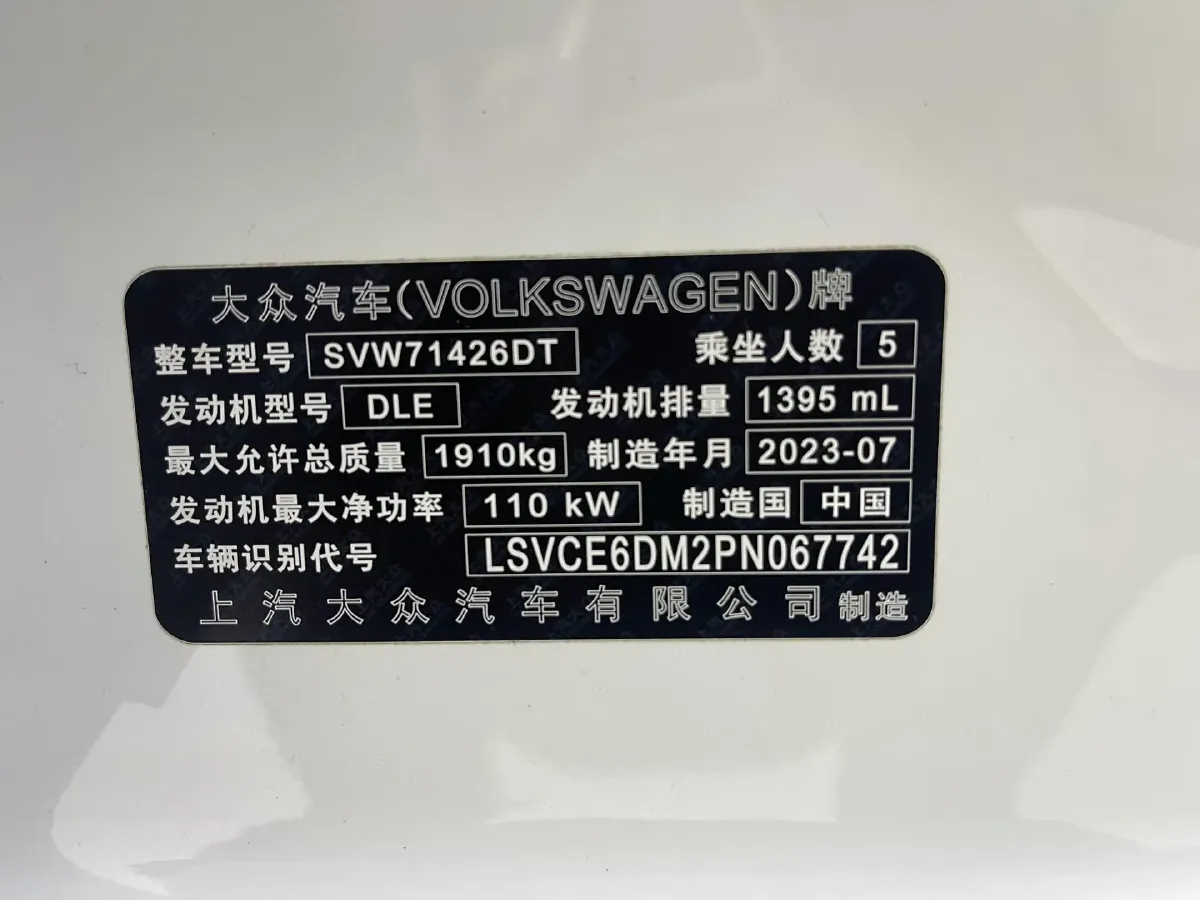 大众汽车(VOLKSWAGEN)牌
整车型号 SVW71426DT 乘坐人数 5
发动机型号 DLE 发动机排量 1395 mL
最大允许总质量 1910kg 制造年月 2023-07
发动机最大净功率 110 kW 制造国 中国
车辆识别代号 LSVCE6DM2PN067742
上汽大众汽车有限公司 制造